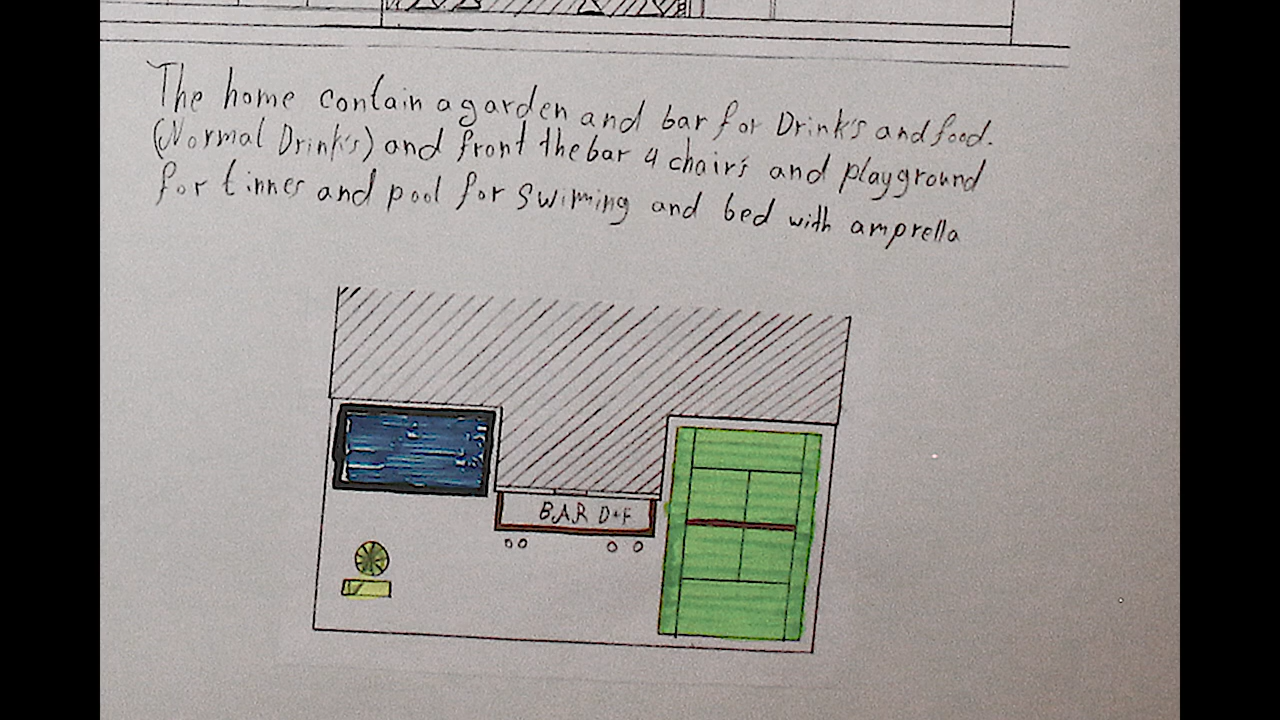 The home contain a garden and bar for Drink's and food.
(Normal Drink's) and front the bar 4 chair's and playground
for tinnes and pool for swiming and bed with amprella
BAR D+F